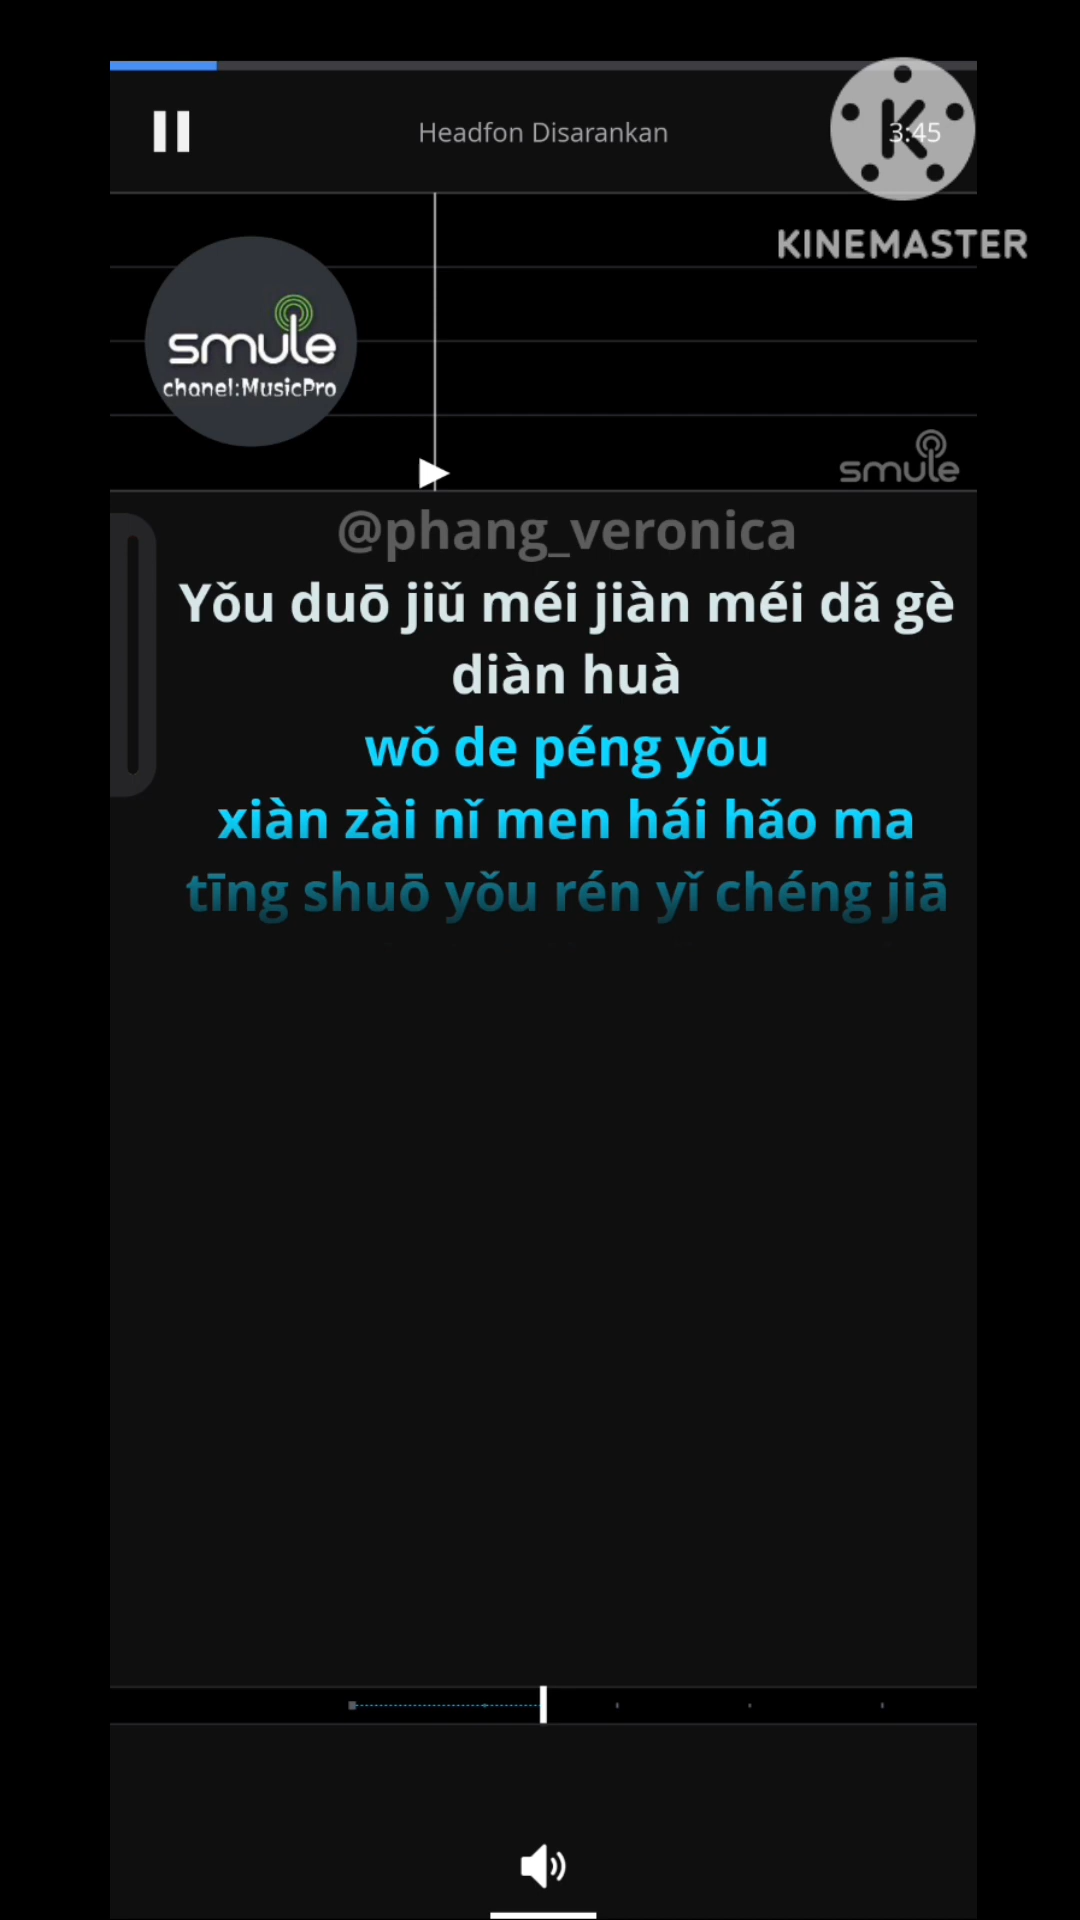 Headfon Disarankan
3:45
KINEMASTER
smule
chanel:MusicPro
smule
@phang_veronica
Yǒu duō jiǔ méi jiàn méi dǎ gè
diàn huà
wǒ de péng yǒu
xiàn zài nǐ men hái hǎo ma
tīng shuō yǒu rén yǐ chéng jiā